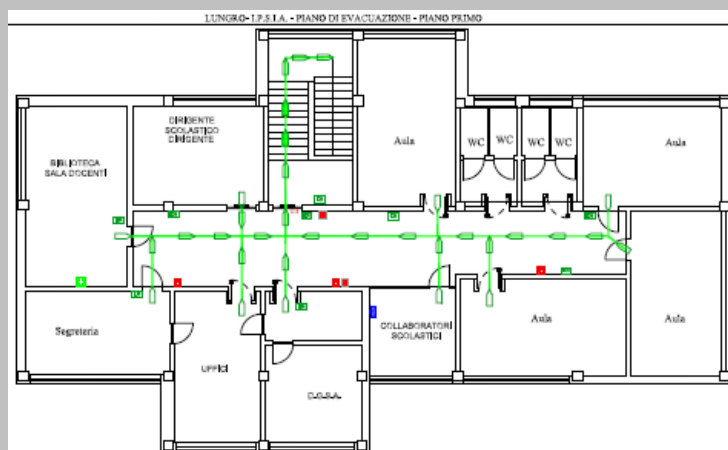 LUNGRO- I.P.S.I.A. - PIANO DI EVACUAZIONE - PIANO PRIMO
DIRIGENTE
SCOLASTICO
DIRIGENTE
BIBLIOTECA
SALA DOCENTI
Aula
WC
WC
WC
WC
Aula
Segreteria
UFFICI
D.G.S.A.
COLLABORATORI
SCOLASTICI
Aula
Aula